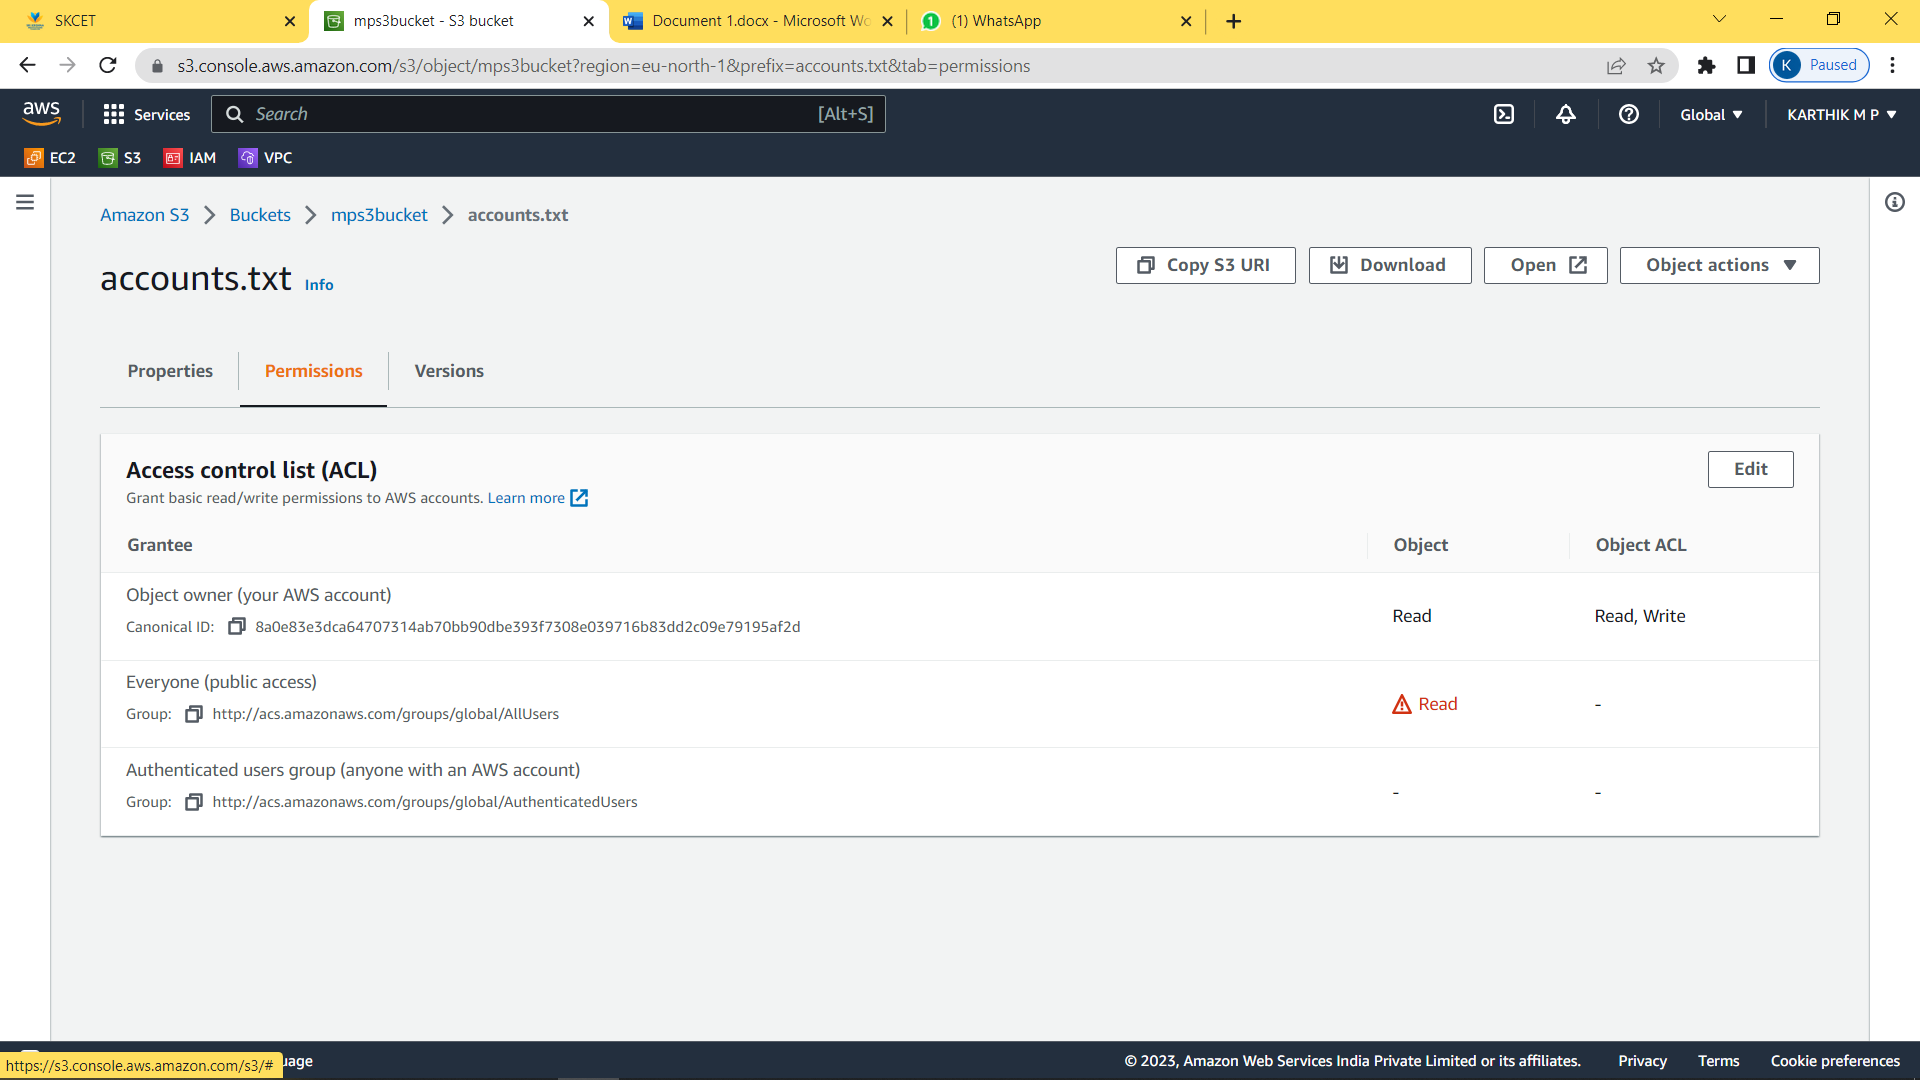 SKCET
mps3bucket - S3 bucket
Document 1.docx - Microsoft Wo
(1) WhatsApp
s3.console.aws.amazon.com/s3/object/mps3bucket?region=eu-north-1&prefix=accounts.txt&tab=permissions
K Paused
aws
Services
Search
[Alt+S]
Global
KARTHIK M P
EC2
S3
IAM
VPC
Amazon S3
Buckets
mps3bucket
accounts.txt
accounts.txt
Info
Copy S3 URI
Download
Open
Object actions
Properties
Permissions
Versions
Access control list (ACL)
Edit
Grant basic read/write permissions to AWS accounts. Learn more
Grantee
Object
Object ACL
Object owner (your AWS account)
Canonical ID: 8a0e83e3dca64707314ab70bb90dbe393f7308e039716b83dd2c09e79195af2d
Read
Read, Write
Everyone (public access)
Group: http://acs.amazonaws.com/groups/global/AllUsers
Read
-
Authenticated users group (anyone with an AWS account)
Group: http://acs.amazonaws.com/groups/global/AuthenticatedUsers
-
-
https://s3.console.aws.amazon.com/s3/#
uage
© 2023, Amazon Web Services India Private Limited or its affiliates.
Privacy
Terms
Cookie preferences